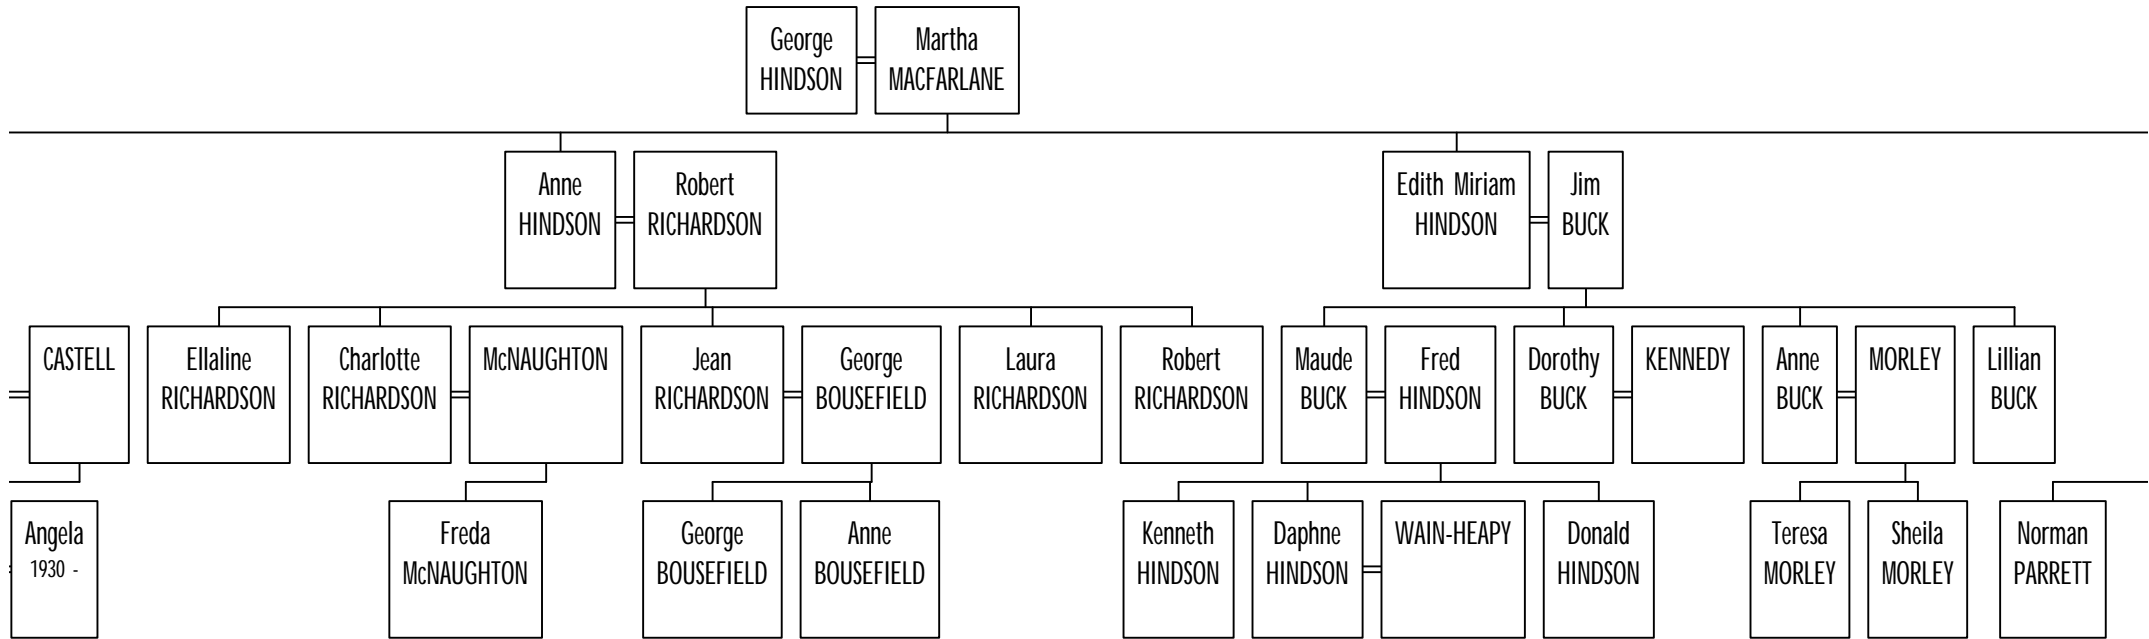 George
HINDSON
Martha
MACFARLANE
Anne
HINDSON
Robert
RICHARDSON
Edith Miriam
HINDSON
Jim
BUCK
CASTELL
Ellaline
RICHARDSON
Charlotte
RICHARDSON
McNAUGHTON
Jean
RICHARDSON
George
BOUSEFIELD
Laura
RICHARDSON
Robert
RICHARDSON
Maude
BUCK
Fred
HINDSON
Dorothy
BUCK
KENNEDY
Anne
BUCK
MORLEY
Lillian
BUCK
Angela
1930 -
Freda
McNAUGHTON
George
BOUSEFIELD
Anne
BOUSEFIELD
Kenneth
HINDSON
Daphne
HINDSON
WAIN-HEAPY
Donald
HINDSON
Teresa
MORLEY
Sheila
MORLEY
Norman
PARRETT